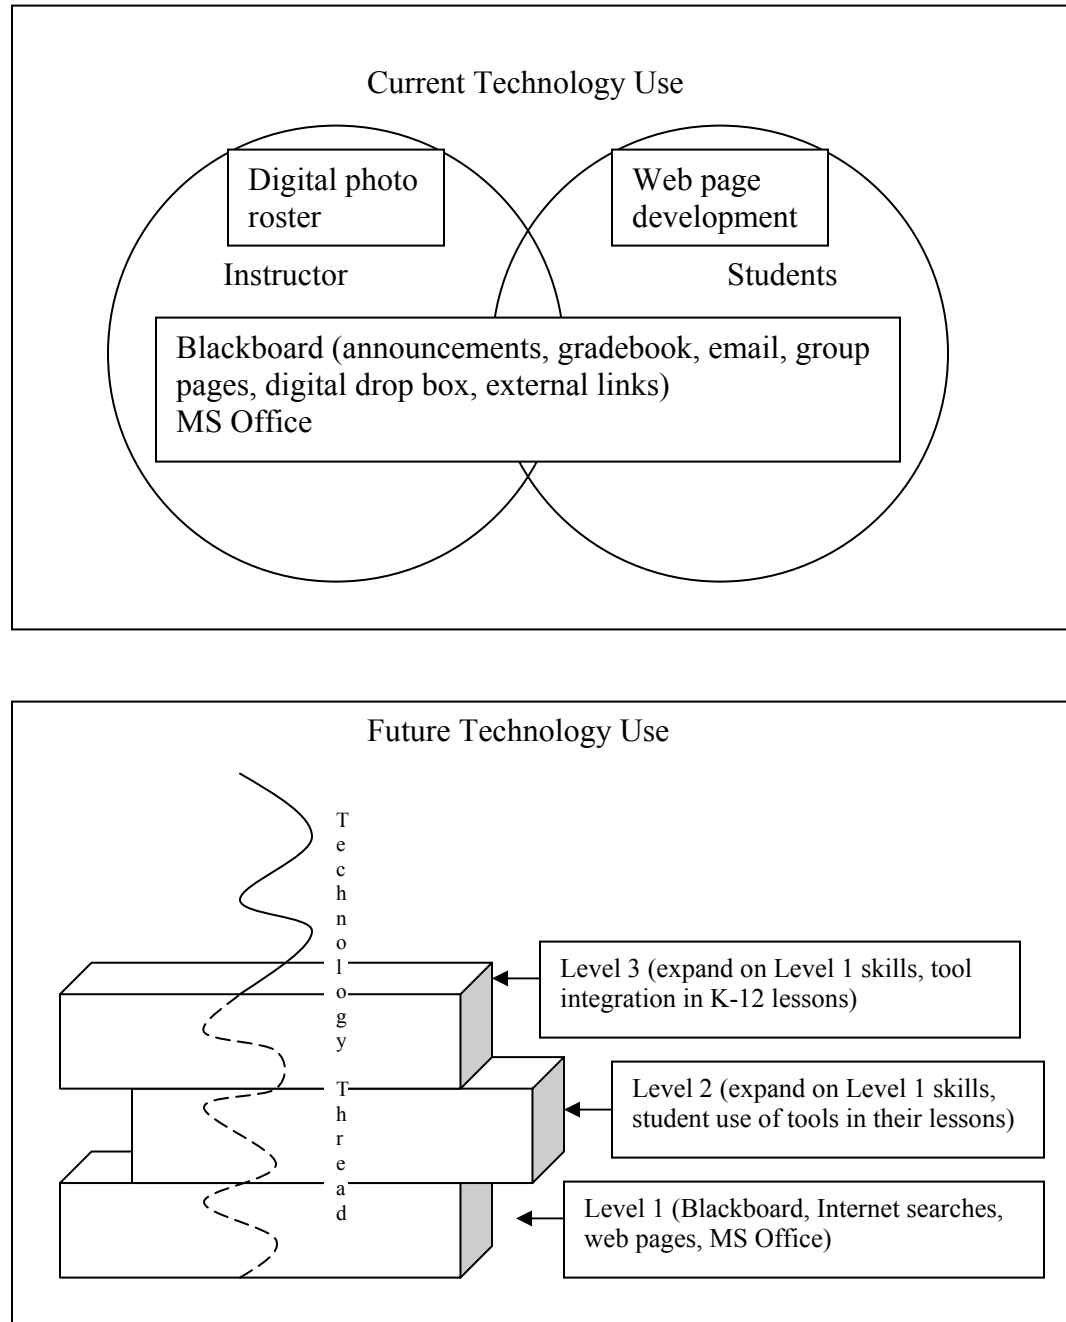 Current Technology Use
Digital photo
roster
Web page
development
Instructor
Students
Blackboard (announcements, gradebook, email, group
pages, digital drop box, external links)
MS Office
Future Technology Use
Technology Thread
Level 3 (expand on Level 1 skills, tool
integration in K-12 lessons)
Level 2 (expand on Level 1 skills,
student use of tools in their lessons)
Level 1 (Blackboard, Internet searches,
web pages, MS Office)